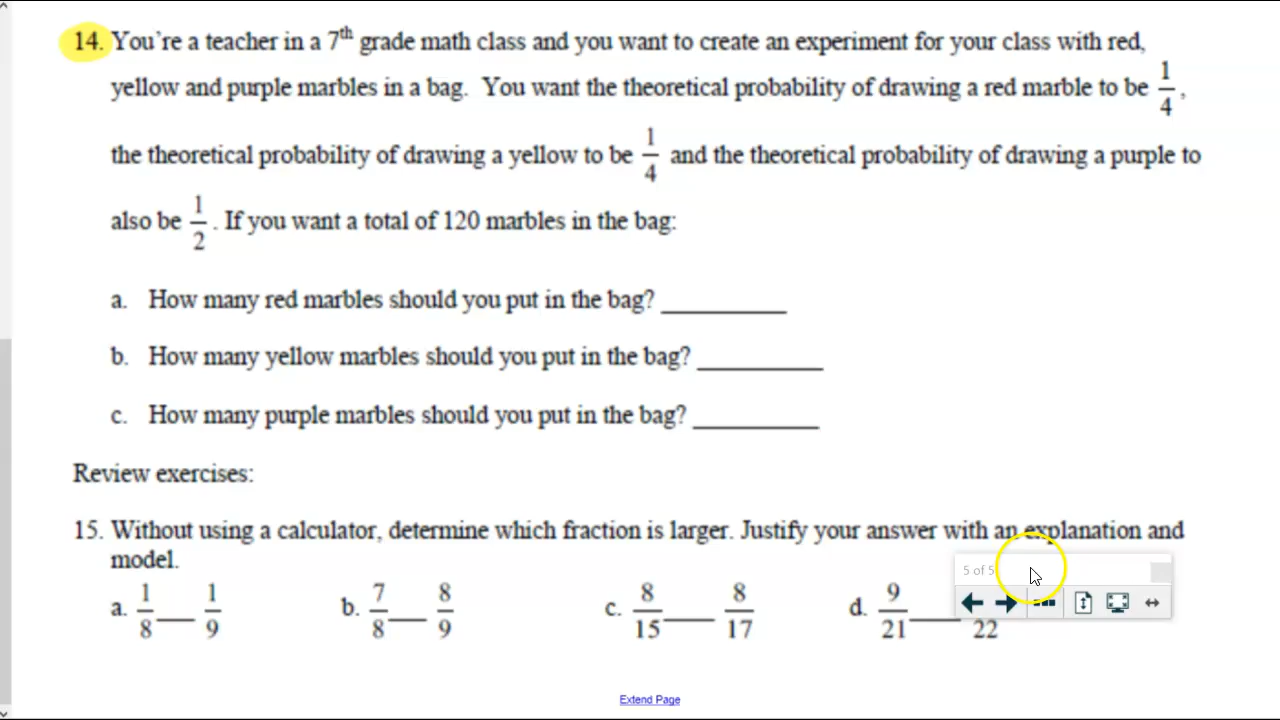 14. You're a teacher in a 7th grade math class and you want to create an experiment for your class with red,
yellow and purple marbles in a bag. You want the theoretical probability of drawing a red marble to be 1/4,
the theoretical probability of drawing a yellow to be 1/4 and the theoretical probability of drawing a purple to
also be 1/2. If you want a total of 120 marbles in the bag:
a. How many red marbles should you put in the bag? __________
b. How many yellow marbles should you put in the bag? __________
c. How many purple marbles should you put in the bag? __________
Review exercises:
15. Without using a calculator, determine which fraction is larger. Justify your answer with an explanation and
model.
5 of 5
a. 1/8 ___ 1/9 b. 7/8 ___ 8/9 c. 8/15 ____ 8/17 d. 9/21 ____ 22
Extend Page